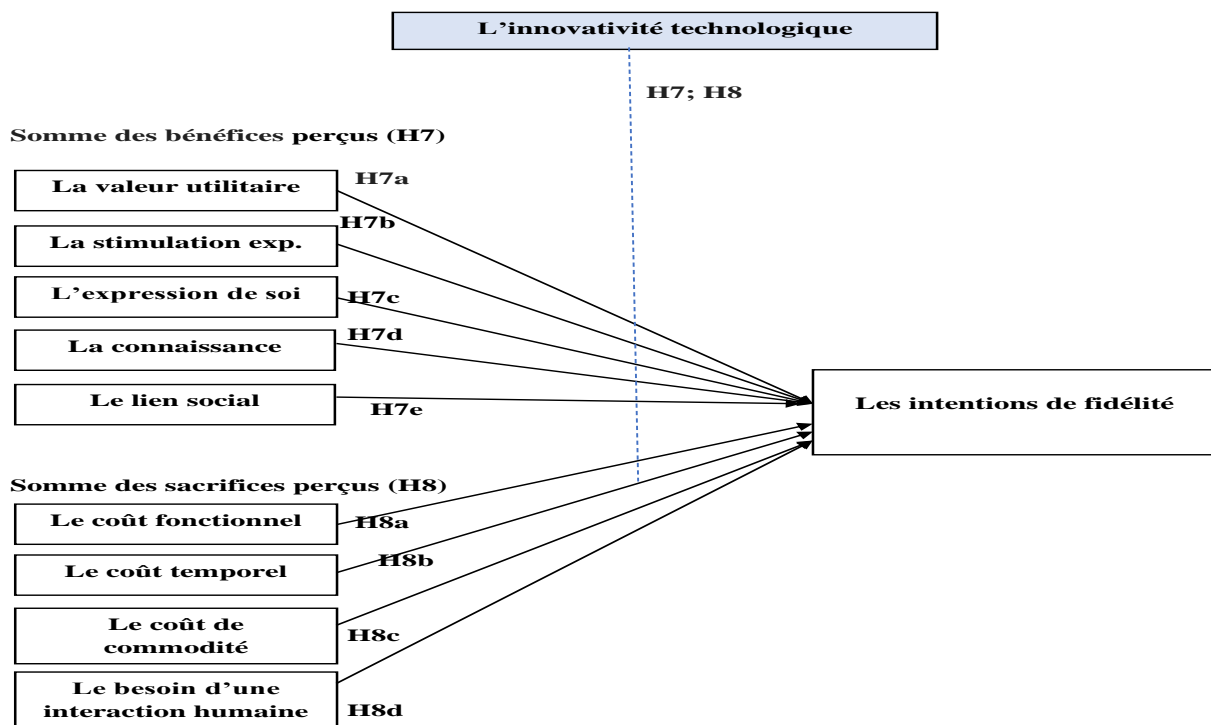 L'innovativité technologique
H7; H8
Somme des bénéfices perçus (H7)
La valeur utilitaire
H7a
H7b
La stimulation exp.
L'expression de soi
H7c
H7d
La connaissance
Le lien social
H7e
Les intentions de fidélité
Somme des sacrifices perçus (H8)
Le coût fonctionnel
H8a
Le coût temporel
H8b
Le coût de
commodité
H8c
Le besoin d'une
interaction humaine
H8d